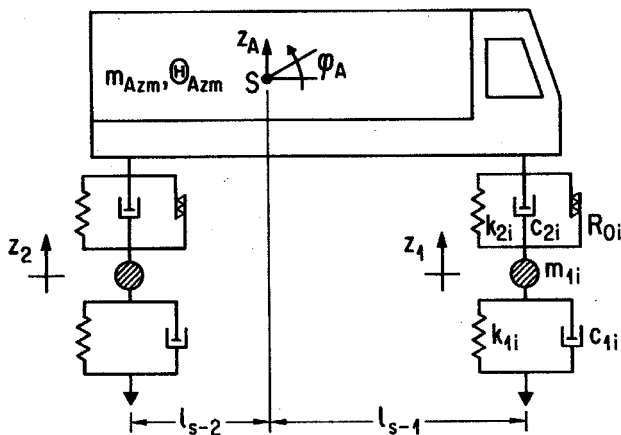 z_A
m_Azm, Θ_Azm
S
φ_A
k_2i
c_2i
R_0i
z_2
z_1
m_1i
k_1i
c_1i
l_s-2
l_s-1